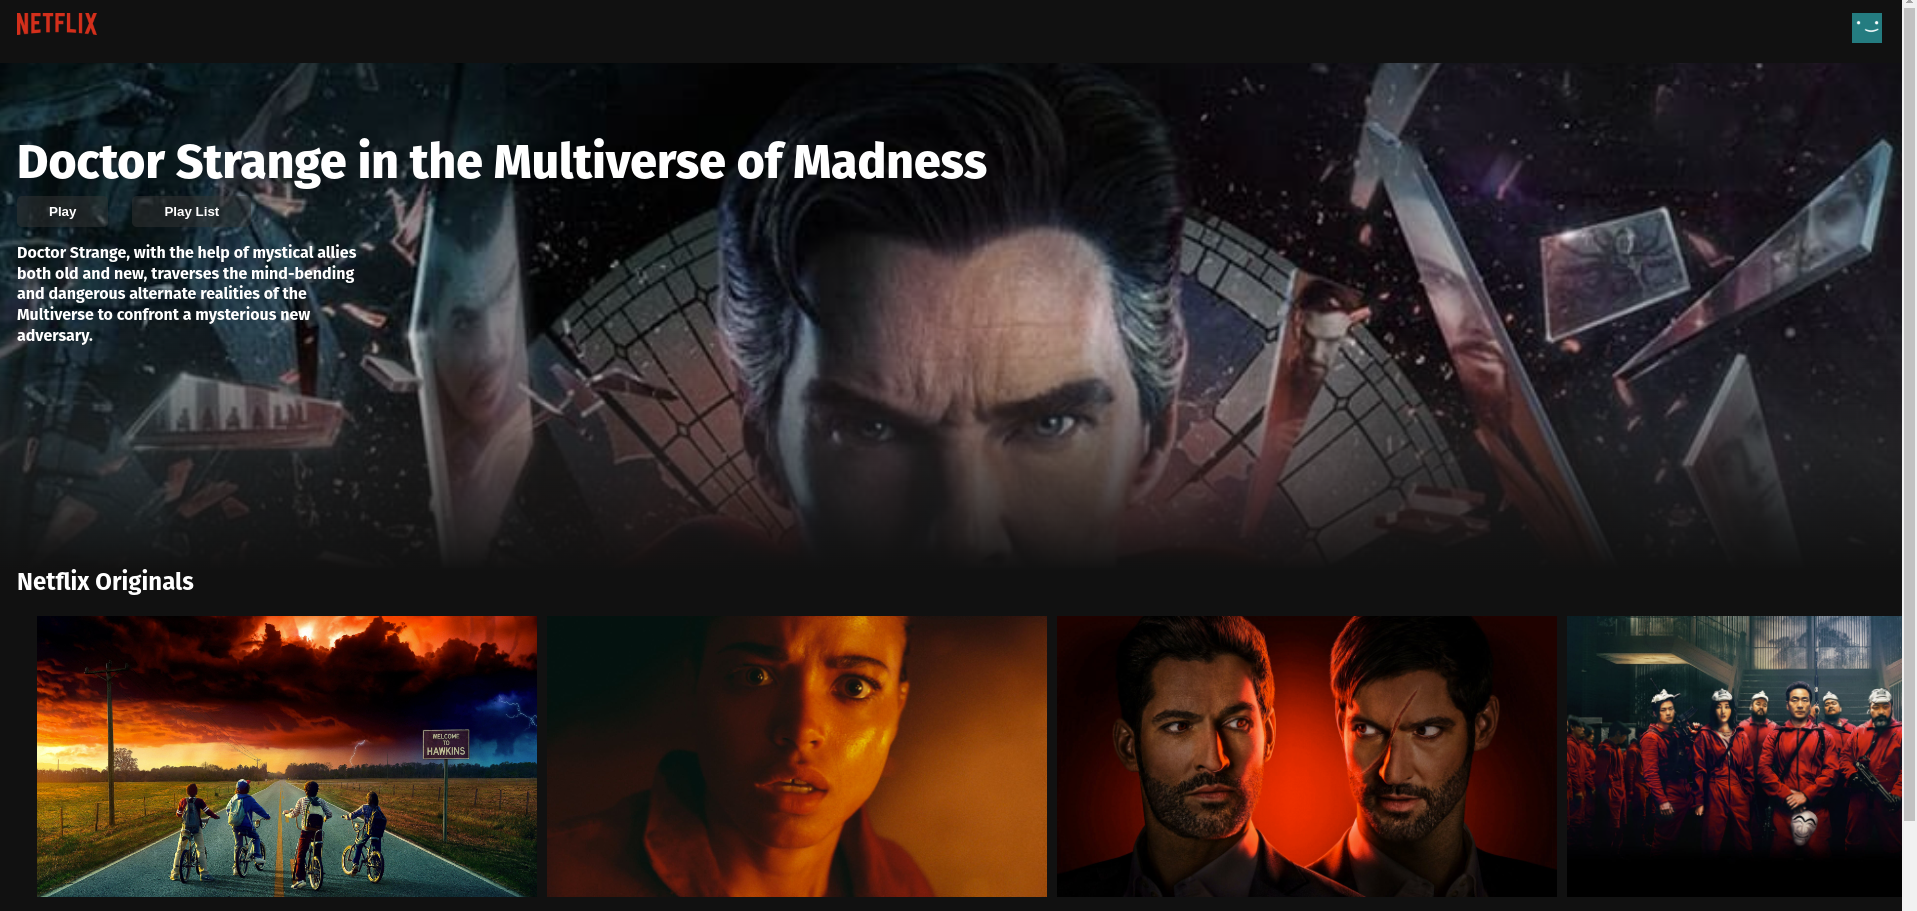 NETFLIX
Doctor Strange in the Multiverse of Madness
Play
Play List
Doctor Strange, with the help of mystical allies
both old and new, traverses the mind-bending
and dangerous alternate realities of the
Multiverse to confront a mysterious new
adversary.
Netflix Originals
WELCOME
TO
HAWKINS